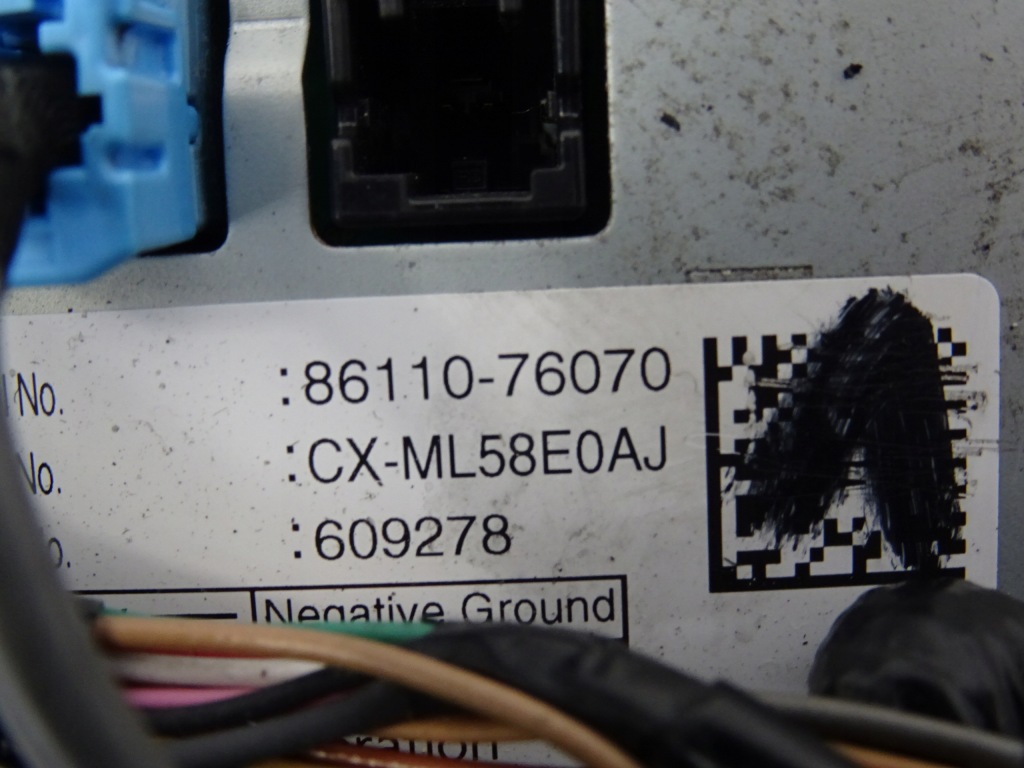 No. :86110-76070
No. :CX-ML58E0AJ
:609278
Negative Ground